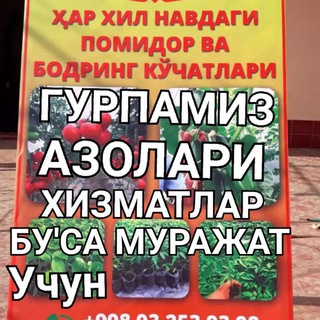 ҲАР ХИЛ НАВДАГИ
ПОМИДОР ВА
БОДРИНГ КЎЧАТЛАРИ
ГУРПАМИЗ
АЗОЛАРИ
ХИЗМАТЛАР
БУ'СА МУРАЖАТ
Учун